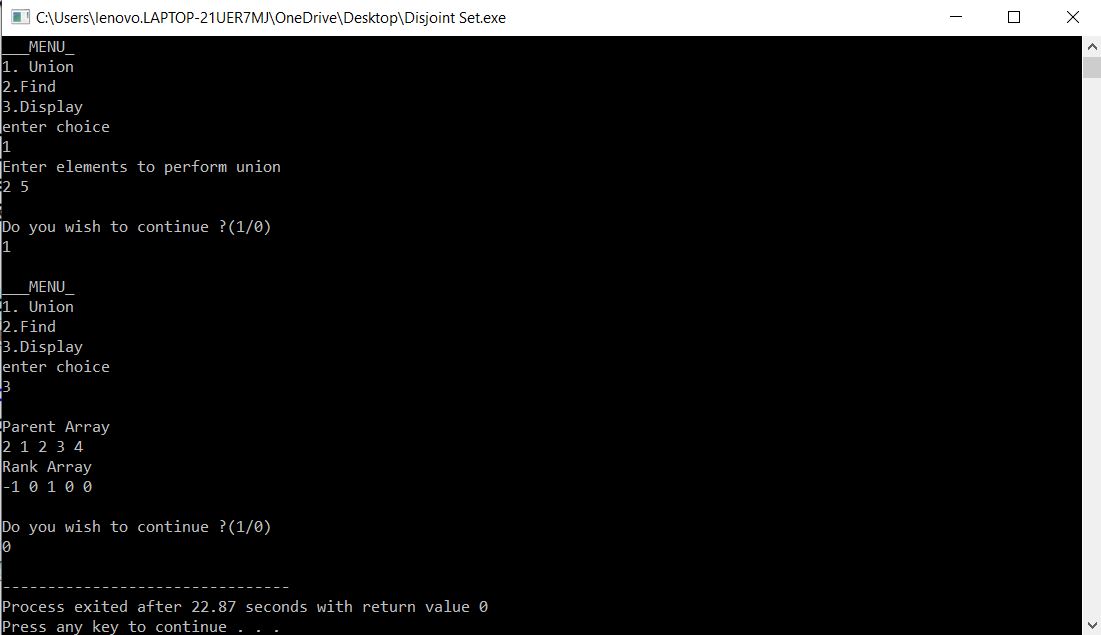 C:\Users\lenovo.LAPTOP-21UER7MJ\OneDrive\Desktop\Disjoint Set.exe
___MENU_
1. Union
2.Find
3.Display
enter choice
1
Enter elements to perform union
2 5
Do you wish to continue ?(1/0)
1
___MENU_
1. Union
2.Find
3.Display
enter choice
3
Parent Array
2 1 2 3 4
Rank Array
-1 0 1 0 0
Do you wish to continue ?(1/0)
0
--------------------------------
Process exited after 22.87 seconds with return value 0
Press any key to continue . . .